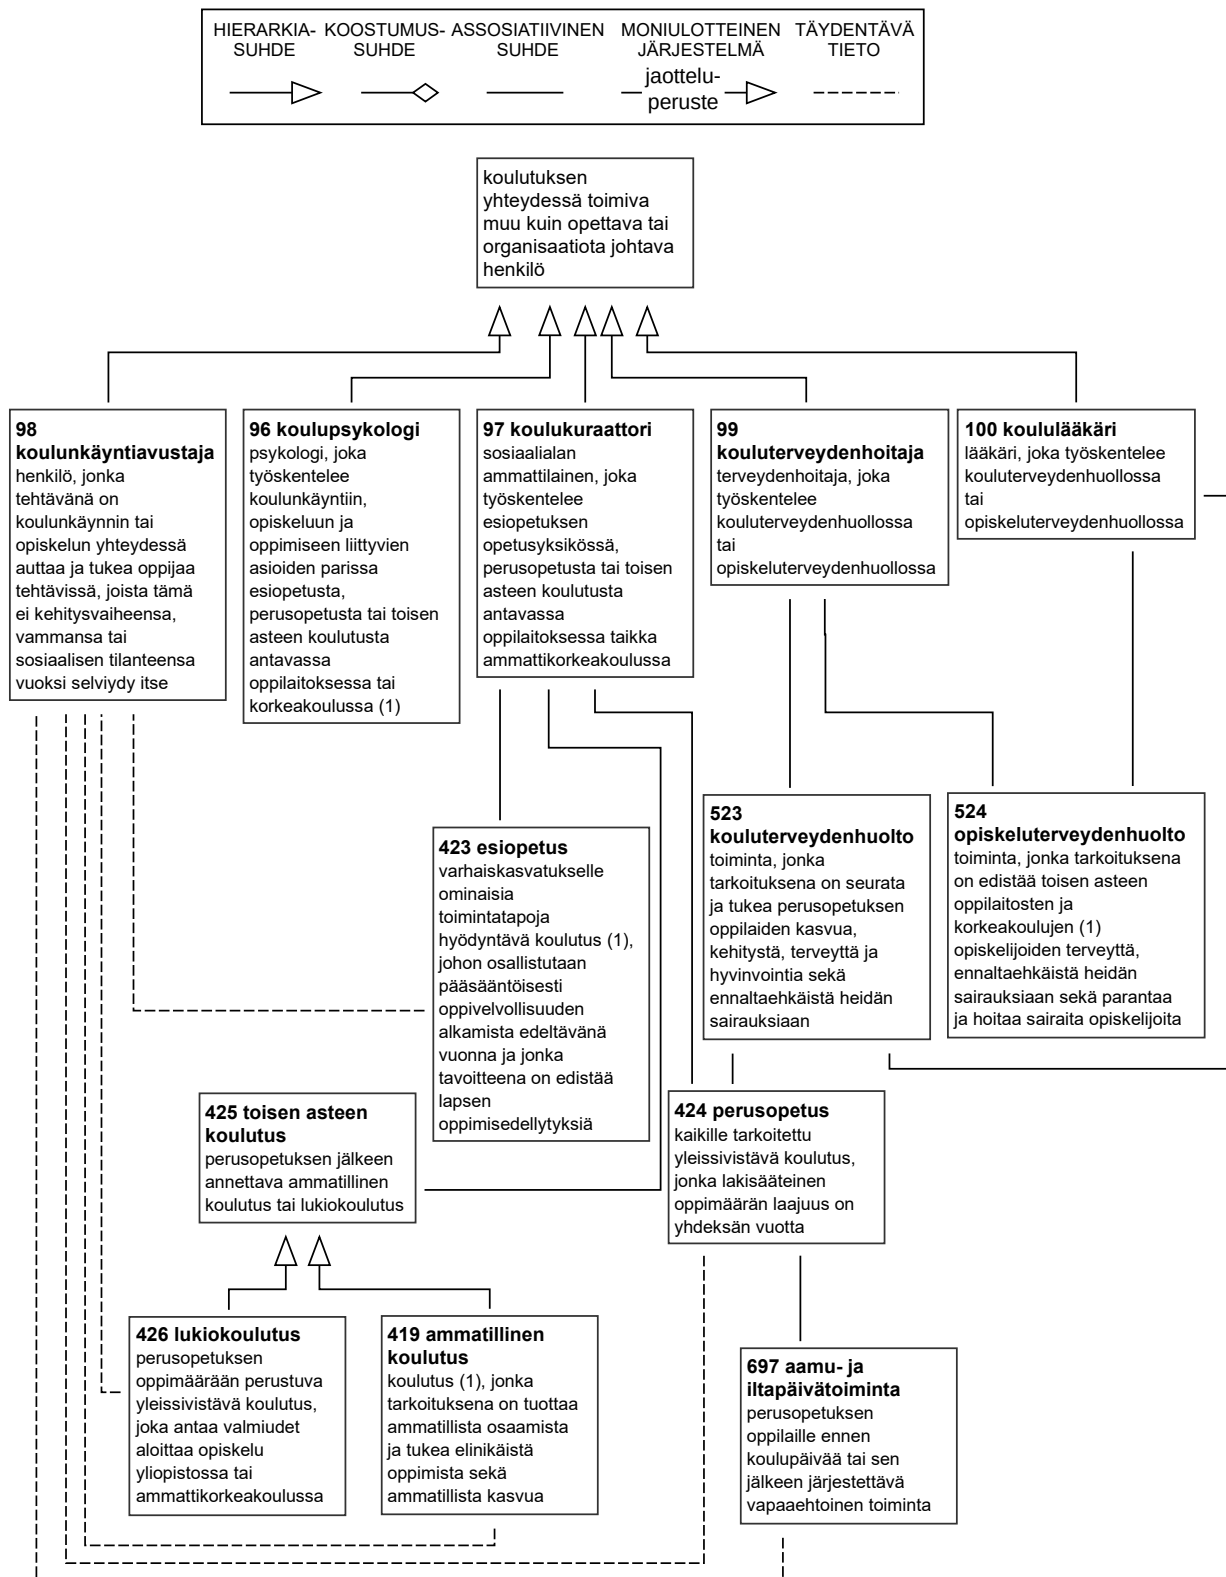 HIERARKIA-
SUHDE
KOOSTUMUS-
SUHDE
ASSOSIATIIVINEN
SUHDE
MONIULOTTEINEN
JÄRJESTELMÄ
jaottelu-
peruste
TÄYDENTÄVÄ
TIETO
koulutuksen
yhteydessä toimiva
muu kuin opettava tai
organisaatiota johtava
henkilö
98
koulunkäyntiavustaja
henkilö, jonka
tehtävänä on
koulunkäynnin tai
opiskelun yhteydessä
auttaa ja tukea oppijaa
tehtävissä, joista tämä
ei kehitysvaiheensa,
vammansa tai
sosiaalisen tilanteensa
vuoksi selviydy itse
96 koulupsykologi
psykologi, joka
työskentelee
koulunkäyntiin,
opiskeluun ja
oppimiseen liittyvien
asioiden parissa
esiopetusta,
perusopetusta tai toisen
asteen koulutusta
antavassa
oppilaitoksessa tai
korkeakoulussa (1)
97 koulukuraattori
sosiaalialan
ammattilainen, joka
työskentelee
esiopetuksen
opetusyksikössä,
perusopetusta tai toisen
asteen koulutusta
antavassa
oppilaitoksessa taikka
ammattikorkeakoulussa
99
kouluterveydenhoitaja
terveydenhoitaja, joka
työskentelee
kouluterveydenhuollossa
tai
opiskeluterveydenhuollossa
100 koululääkäri
lääkäri, joka työskentelee
kouluterveydenhuollossa
tai
opiskeluterveydenhuollossa
423 esiopetus
varhaiskasvatukselle
ominaisia
toimintatapoja
hyödyntävä koulutus (1),
johon osallistutaan
pääsääntöisesti
oppivelvollisuuden
alkamista edeltävänä
vuonna ja jonka
tavoitteena on edistää
lapsen
oppimisedellytyksiä
523
kouluterveydenhuolto
toiminta, jonka
tarkoituksena on seurata
ja tukea perusopetuksen
oppilaiden kasvua,
kehitystä, terveyttä ja
hyvinvointia sekä
ennaltaehkäistä heidän
sairauksiaan
524
opiskeluterveydenhuolto
toiminta, jonka tarkoituksena
on edistää toisen asteen
oppilaitosten ja
korkeakoulujen (1)
opiskelijoiden terveyttä,
ennaltaehkäistä heidän
sairauksiaan sekä parantaa
ja hoitaa sairaita opiskelijoita
425 toisen asteen
koulutus
perusopetuksen jälkeen
annettava ammatillinen
koulutus tai lukiokoulutus
424 perusopetus
kaikille tarkoitettu
yleissivistävä koulutus,
jonka lakisääteinen
oppimäärän laajuus on
yhdeksän vuotta
426 lukiokoulutus
perusopetuksen
oppimäärään perustuva
yleissivistävä koulutus,
joka antaa valmiudet
aloittaa opiskelu
yliopistossa tai
ammattikorkeakoulussa
419 ammatillinen
koulutus
koulutus (1), jonka
tarkoituksena on tuottaa
ammatillista osaamista
ja tukea elinikäistä
oppimista sekä
ammatillista kasvua
697 aamu- ja
iltapäivätoiminta
perusopetuksen
oppilaille ennen
koulupäivää tai sen
jälkeen järjestettävä
vapaaehtoinen toiminta